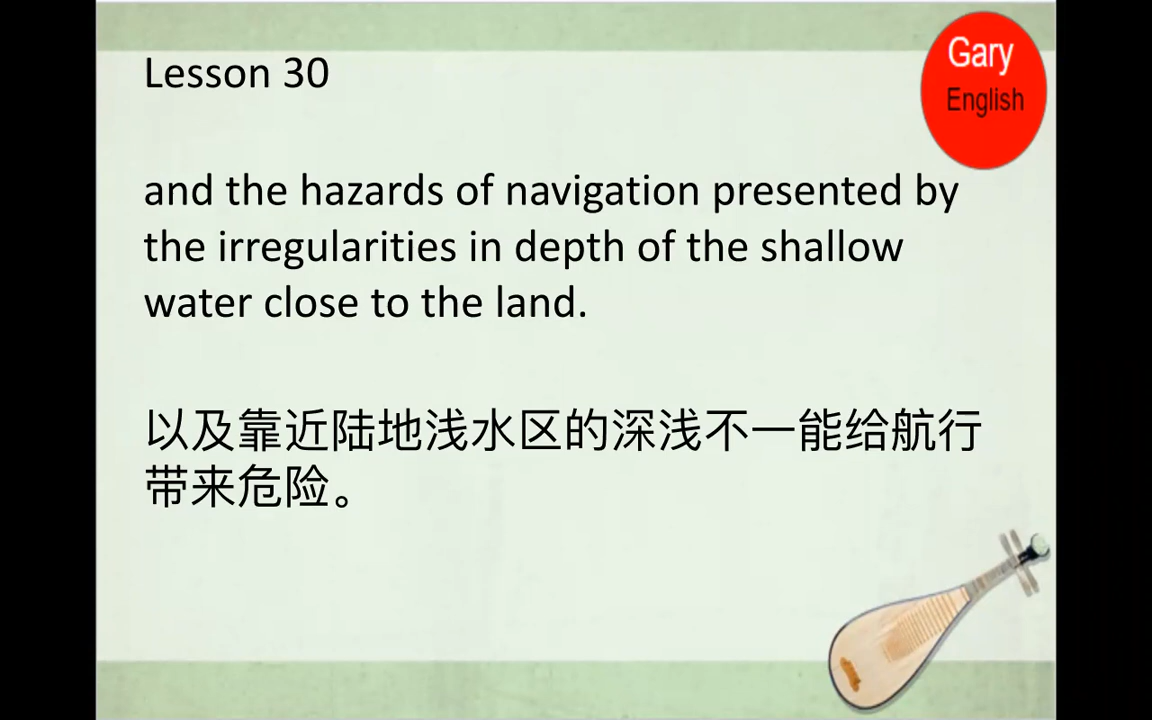 Lesson 30
Gary
English
and the hazards of navigation presented by
the irregularities in depth of the shallow
water close to the land.
以及靠近陆地浅水区的深浅不一能给航行
带来危险。